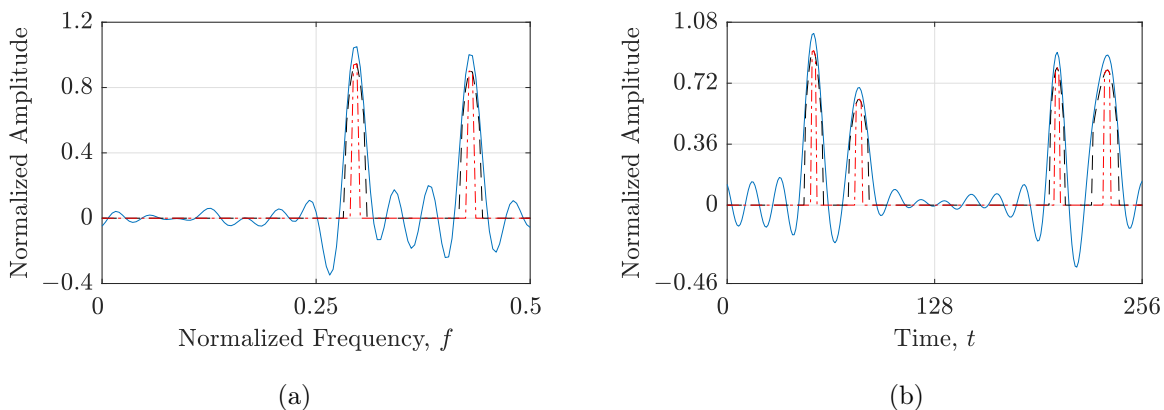 1.2
0.8
0.4
0
−0.4
Normalized Amplitude
0
0.25
0.5
Normalized Frequency, f
(a)
1.08
0.72
0.36
0
−0.46
Normalized Amplitude
0
128
256
Time, t
(b)